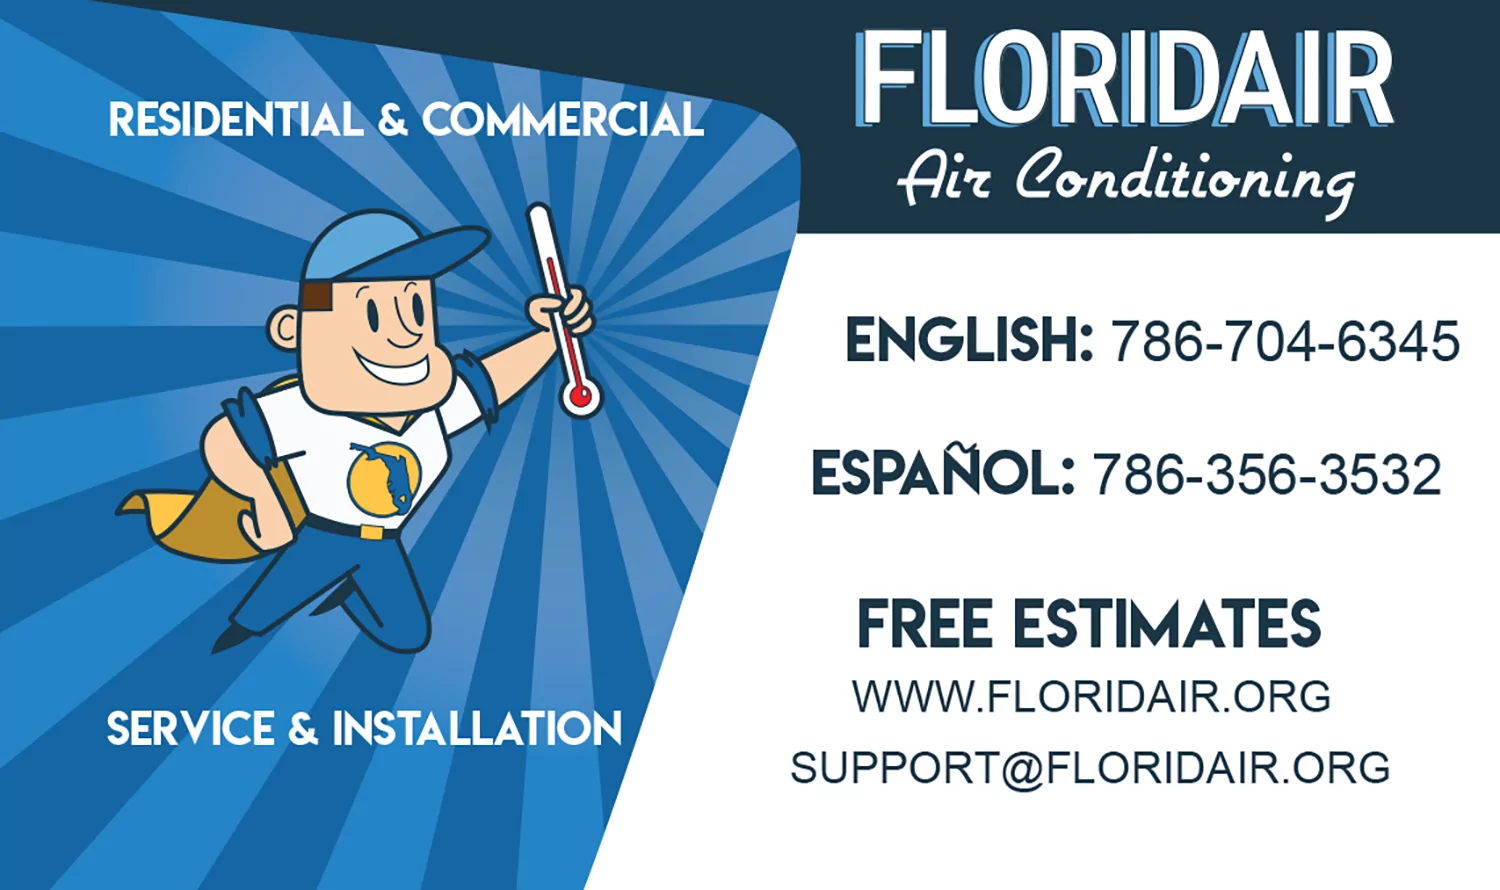 RESIDENTIAL & COMMERCIAL
SERVICE & INSTALLATION
FLORIDAIR
Air Conditioning
ENGLISH: 786-704-6345
ESPAÑOL: 786-356-3532
FREE ESTIMATES
WWW.FLORIDAIR.ORG
SUPPORT@FLORIDAIR.ORG